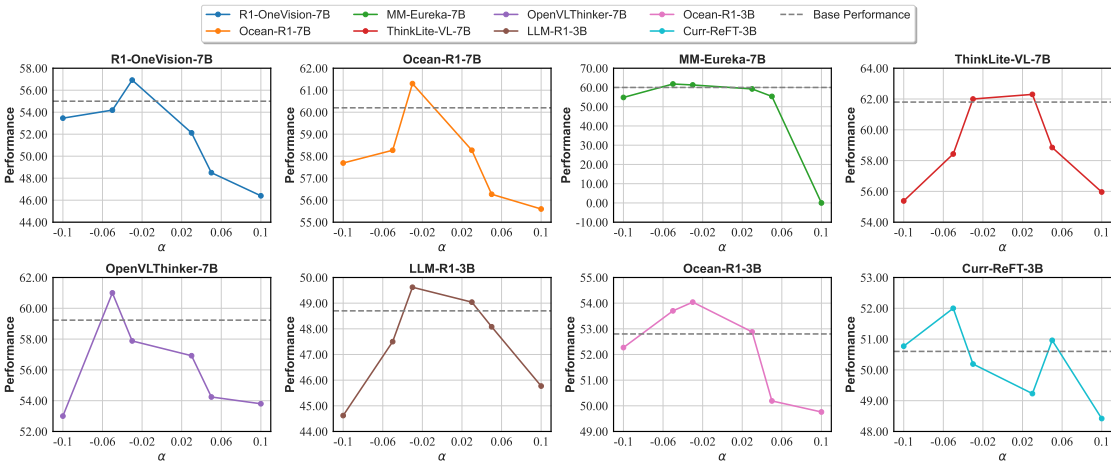 R1-OneVision-7B MM-Eureka-7B OpenVLThinker-7B Ocean-R1-3B Base Performance
Ocean-R1-7B ThinkLite-VL-7B LLM-R1-3B Curr-ReFT-3B
R1-OneVision-7B
Performance
58.00
56.00
54.00
52.00
50.00
48.00
46.00
44.00
-0.1 -0.06 -0.02 0.02 0.06 0.1
α
Ocean-R1-7B
Performance
62.00
61.00
60.00
59.00
58.00
57.00
56.00
55.00
-0.1 -0.06 -0.02 0.02 0.06 0.1
α
MM-Eureka-7B
Performance
70.00
60.00
50.00
40.00
30.00
20.00
10.00
0.00
-10.00
-0.1 -0.06 -0.02 0.02 0.06 0.1
α
ThinkLite-VL-7B
Performance
64.00
62.00
60.00
58.00
56.00
54.00
-0.1 -0.06 -0.02 0.02 0.06 0.1
α
OpenVLThinker-7B
Performance
62.00
60.00
58.00
56.00
54.00
52.00
-0.1 -0.06 -0.02 0.02 0.06 0.1
α
LLM-R1-3B
Performance
50.00
49.00
48.00
47.00
46.00
45.00
44.00
-0.1 -0.06 -0.02 0.02 0.06 0.1
α
Ocean-R1-3B
Performance
55.00
54.00
53.00
52.00
51.00
50.00
49.00
-0.1 -0.06 -0.02 0.02 0.06 0.1
α
Curr-ReFT-3B
Performance
53.00
52.00
51.00
50.00
49.00
48.00
-0.1 -0.06 -0.02 0.02 0.06 0.1
α